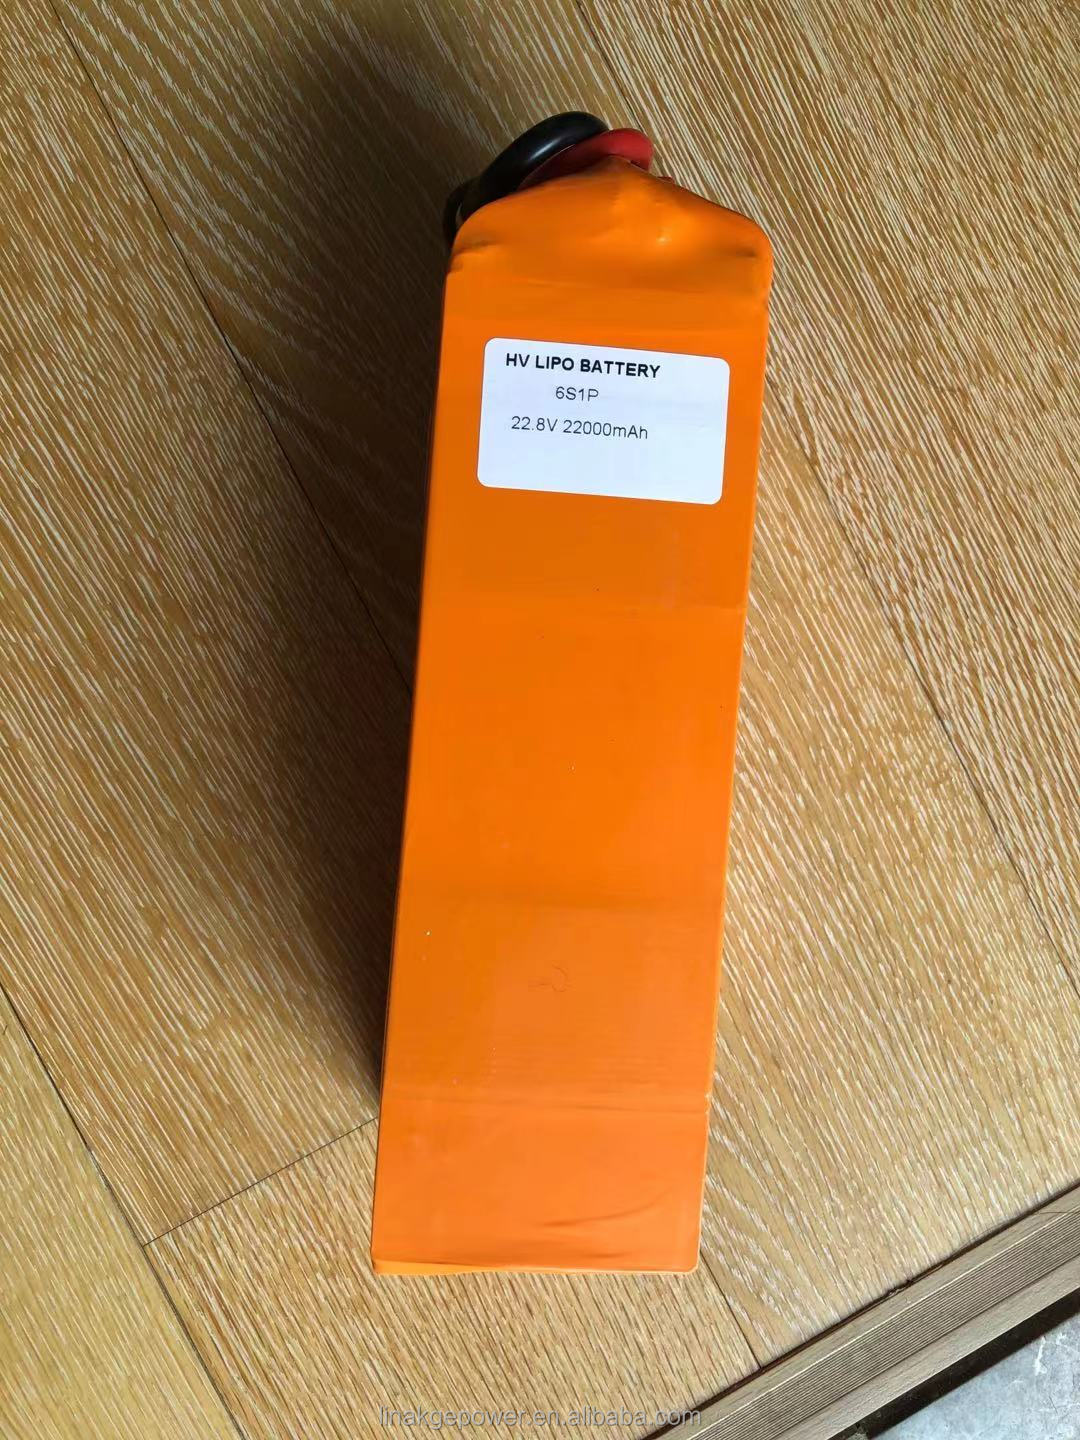 HV LIPO BATTERY
6S1P
22.8V 22000mAh
linakgepower.en.alibaba.com